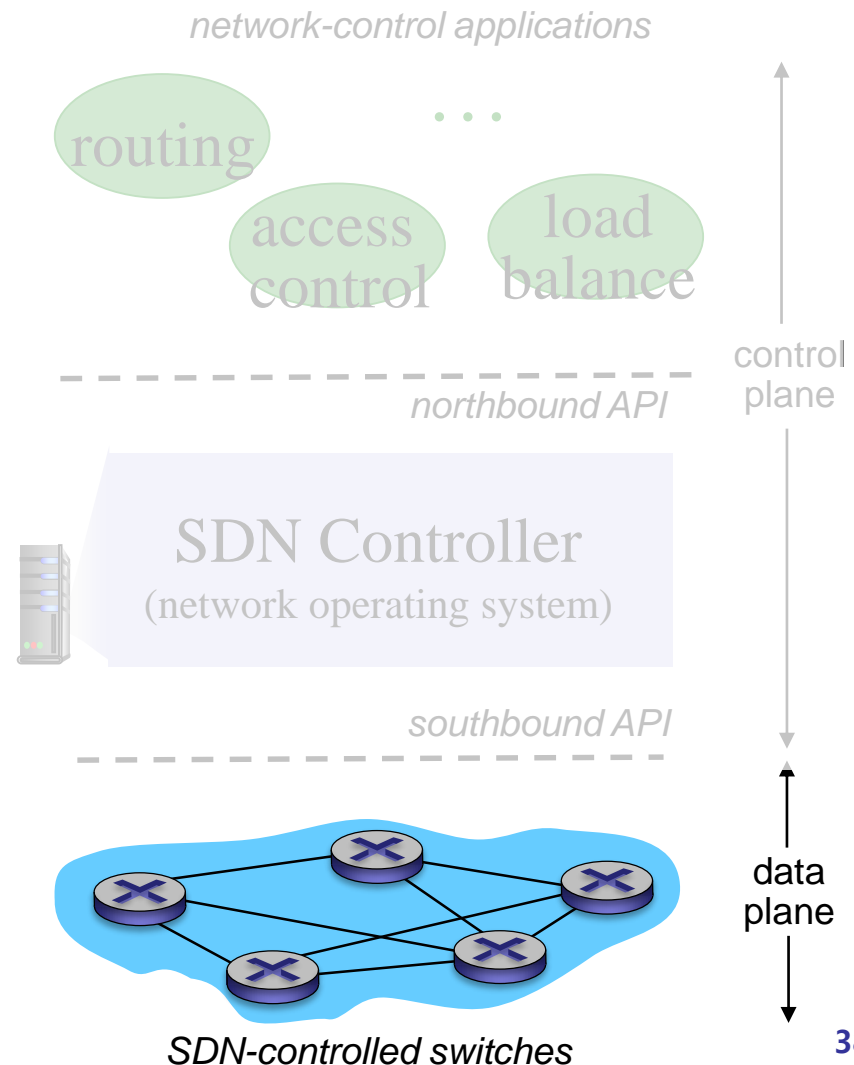 network-control applications
routing
...
access
control
load
balance
control
plane
northbound API
SDN Controller
(network operating system)
southbound API
data
plane
SDN-controlled switches